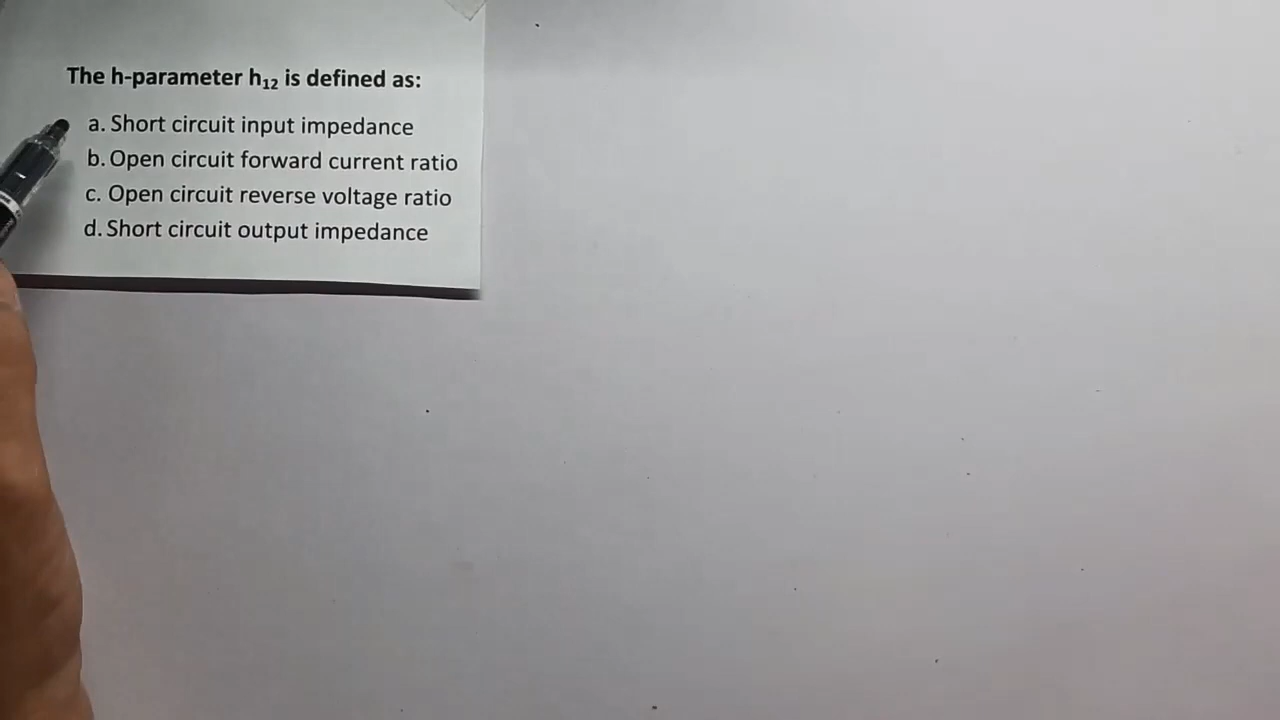 The h-parameter h₁₂ is defined as:
a. Short circuit input impedance
b. Open circuit forward current ratio
c. Open circuit reverse voltage ratio
d. Short circuit output impedance